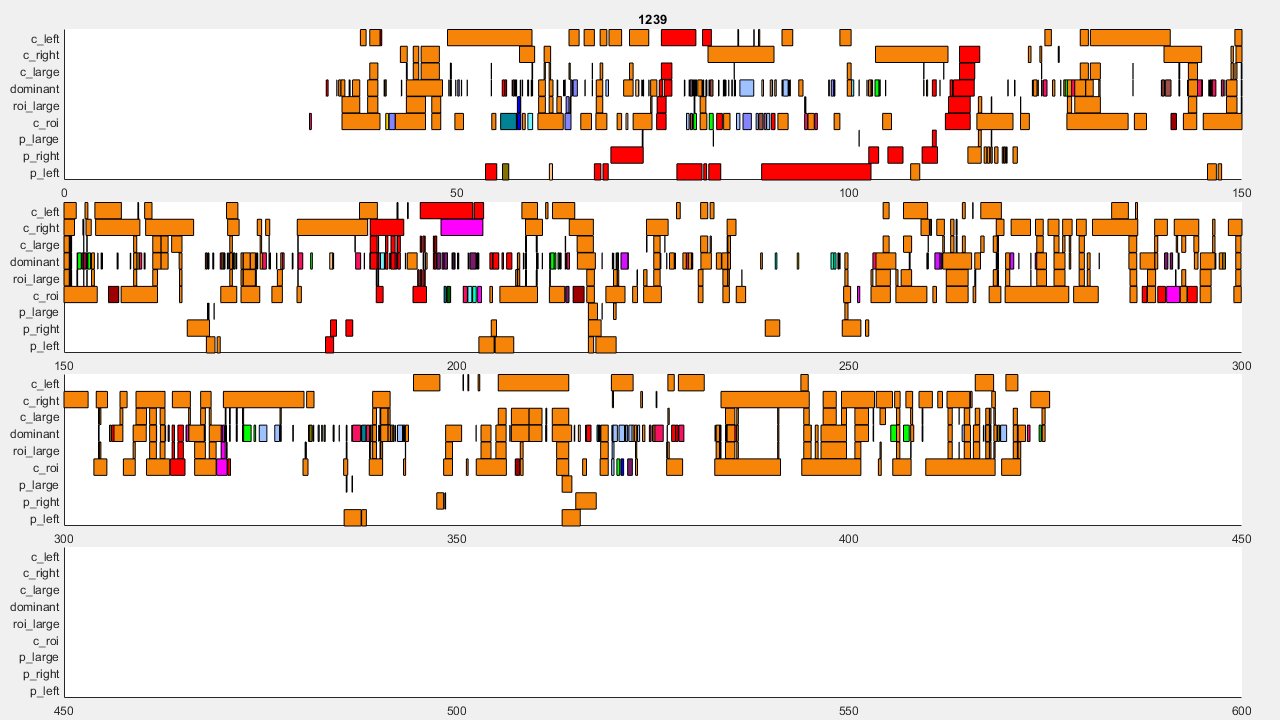 1239
c_left
c_right
c_large
dominant
roi_large
c_roi
p_large
p_right
p_left
0 50 100 150
c_left
c_right
c_large
dominant
roi_large
c_roi
p_large
p_right
p_left
150 200 250 300
c_left
c_right
c_large
dominant
roi_large
c_roi
p_large
p_right
p_left
300 350 400 450
c_left
c_right
c_large
dominant
roi_large
c_roi
p_large
p_right
p_left
450 500 550 600